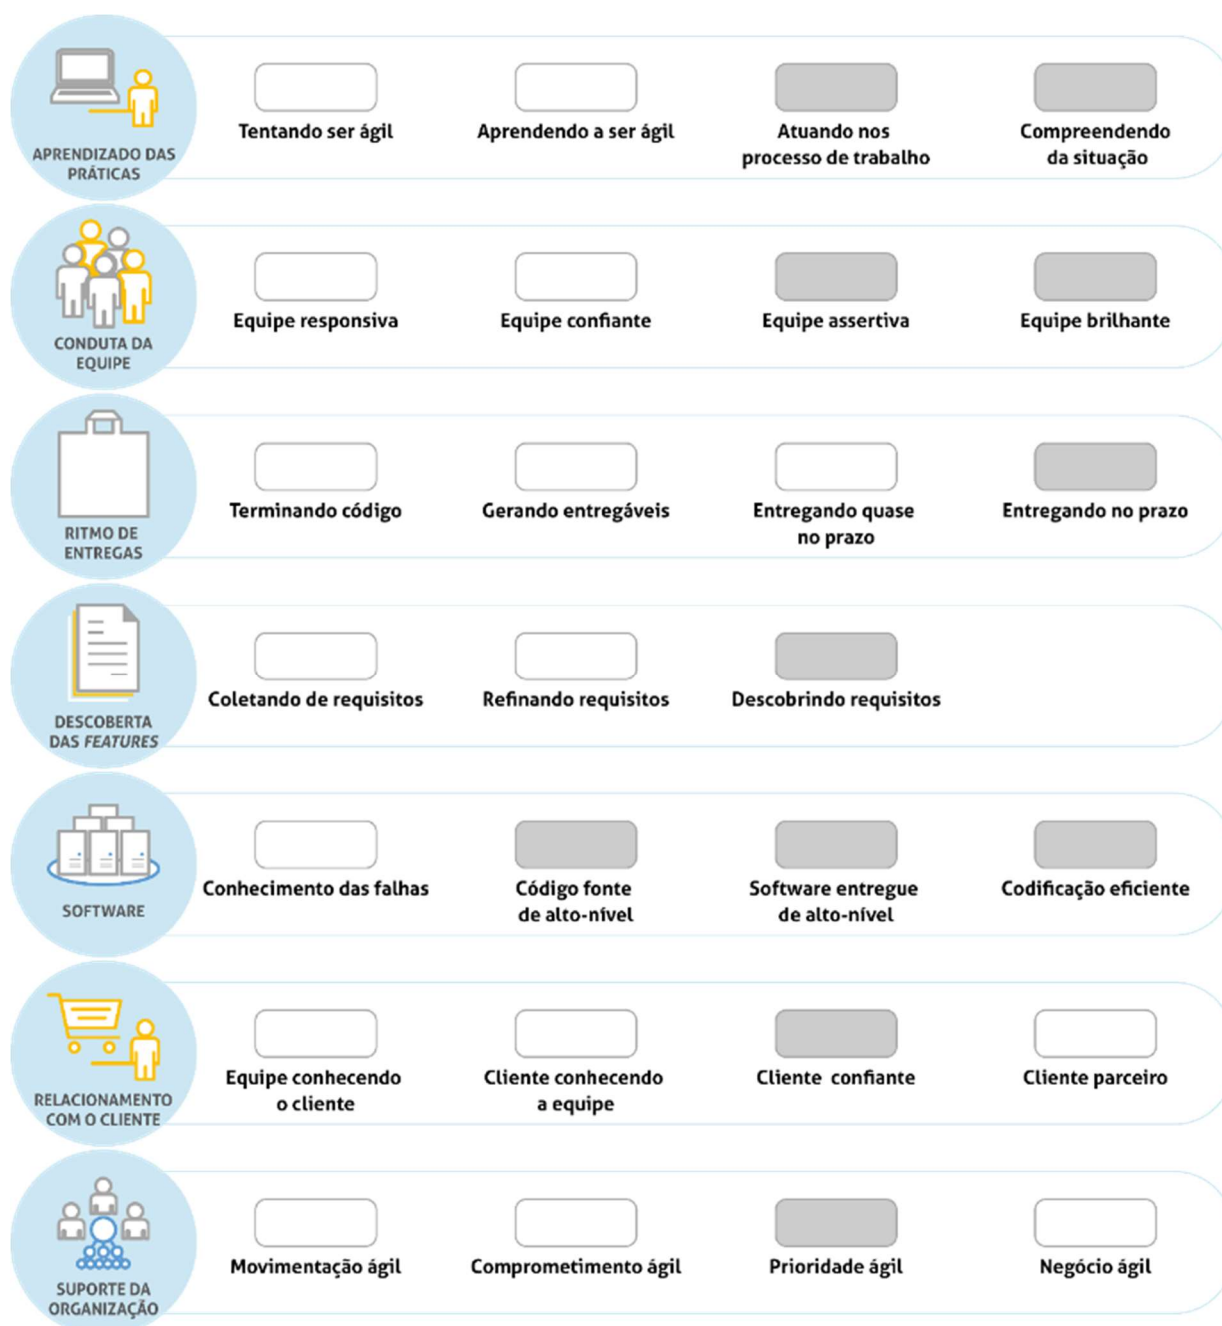 APRENDIZADO DAS
PRÁTICAS
Tentando ser ágil
Aprendendo a ser ágil
Atuando nos
processo de trabalho
Compreendendo
da situação
CONDUTA DA
EQUIPE
Equipe responsiva
Equipe confiante
Equipe assertiva
Equipe brilhante
RITMO DE
ENTREGAS
Terminando código
Gerando entregáveis
Entregando quase
no prazo
Entregando no prazo
DESCOBERTA
DAS FEATURES
Coletando de requisitos
Refinando requisitos
Descobrindo requisitos
SOFTWARE
Conhecimento das falhas
Código fonte
de alto-nível
Software entregue
de alto-nível
Codificação eficiente
RELACIONAMENTO
COM O CLIENTE
Equipe conhecendo
o cliente
Cliente conhecendo
a equipe
Cliente confiante
Cliente parceiro
SUPORTE DA
ORGANIZAÇÃO
Movimentação ágil
Comprometimento ágil
Prioridade ágil
Negócio ágil